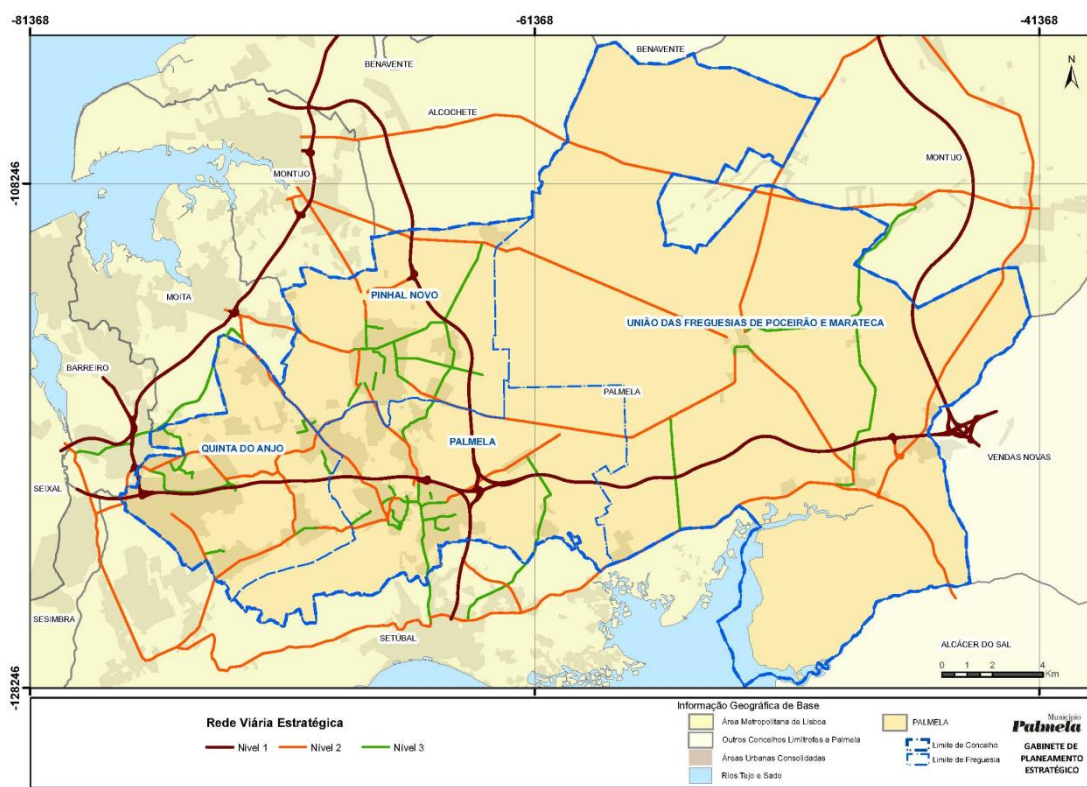 -81368
-61368
-41368
BENAVENTE
BENAVENTE
N
ALCOCHETE
MONTIJO
MONTIJO
-108246
-108246
PINHAL NOVO
MOITA
UNIÃO DAS FREGUESIAS DE POCEIRÃO E MARATECA
BARREIRO
PALMELA
QUINTA DO ANJO
PALMELA
VENDAS NOVAS
SEIXAL
SESIMBRA
SETÚBAL
ALCÁCER DO SAL
0 1 2 4
Km
-128246
-128246
Rede Viária Estratégica
Nível 1
Nível 2
Nível 3
Informação Geográfica de Base
Área Metropolitana de Lisboa
Outros Concelhos Limítrofes a Palmela
Áreas Urbanas Consolidadas
Rios Tejo e Sado
PALMELA
Limite de Concelho
Limite de Freguesia
Município
Palmela
GABINETE DE
PLANEAMENTO
ESTRATÉGICO